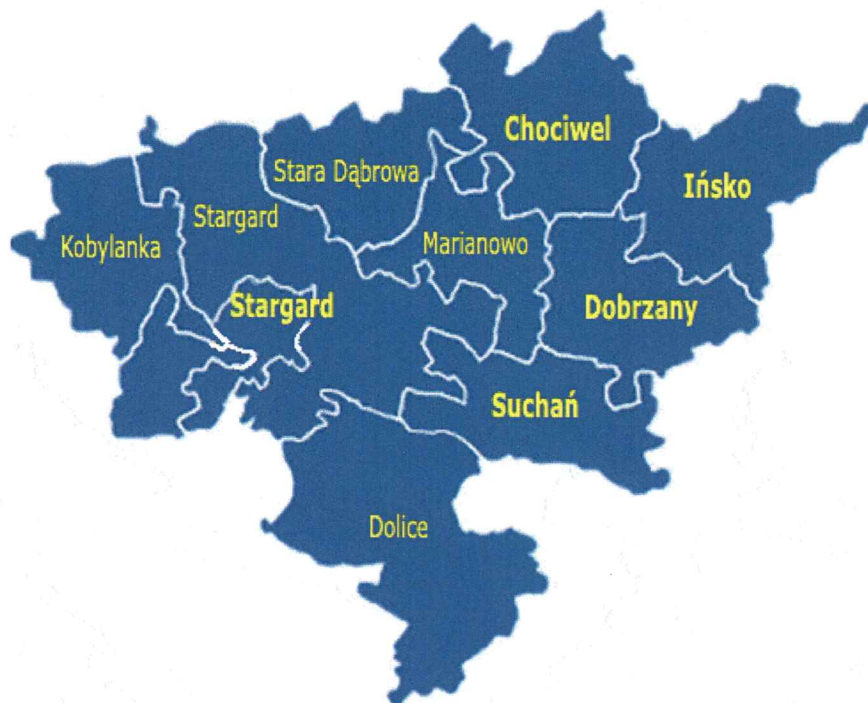 Chociwel
Stara Dąbrowa
Ińsko
Stargard
Marianowo
Kobylanka
Stargard
Dobrzany
Suchań
Dolice